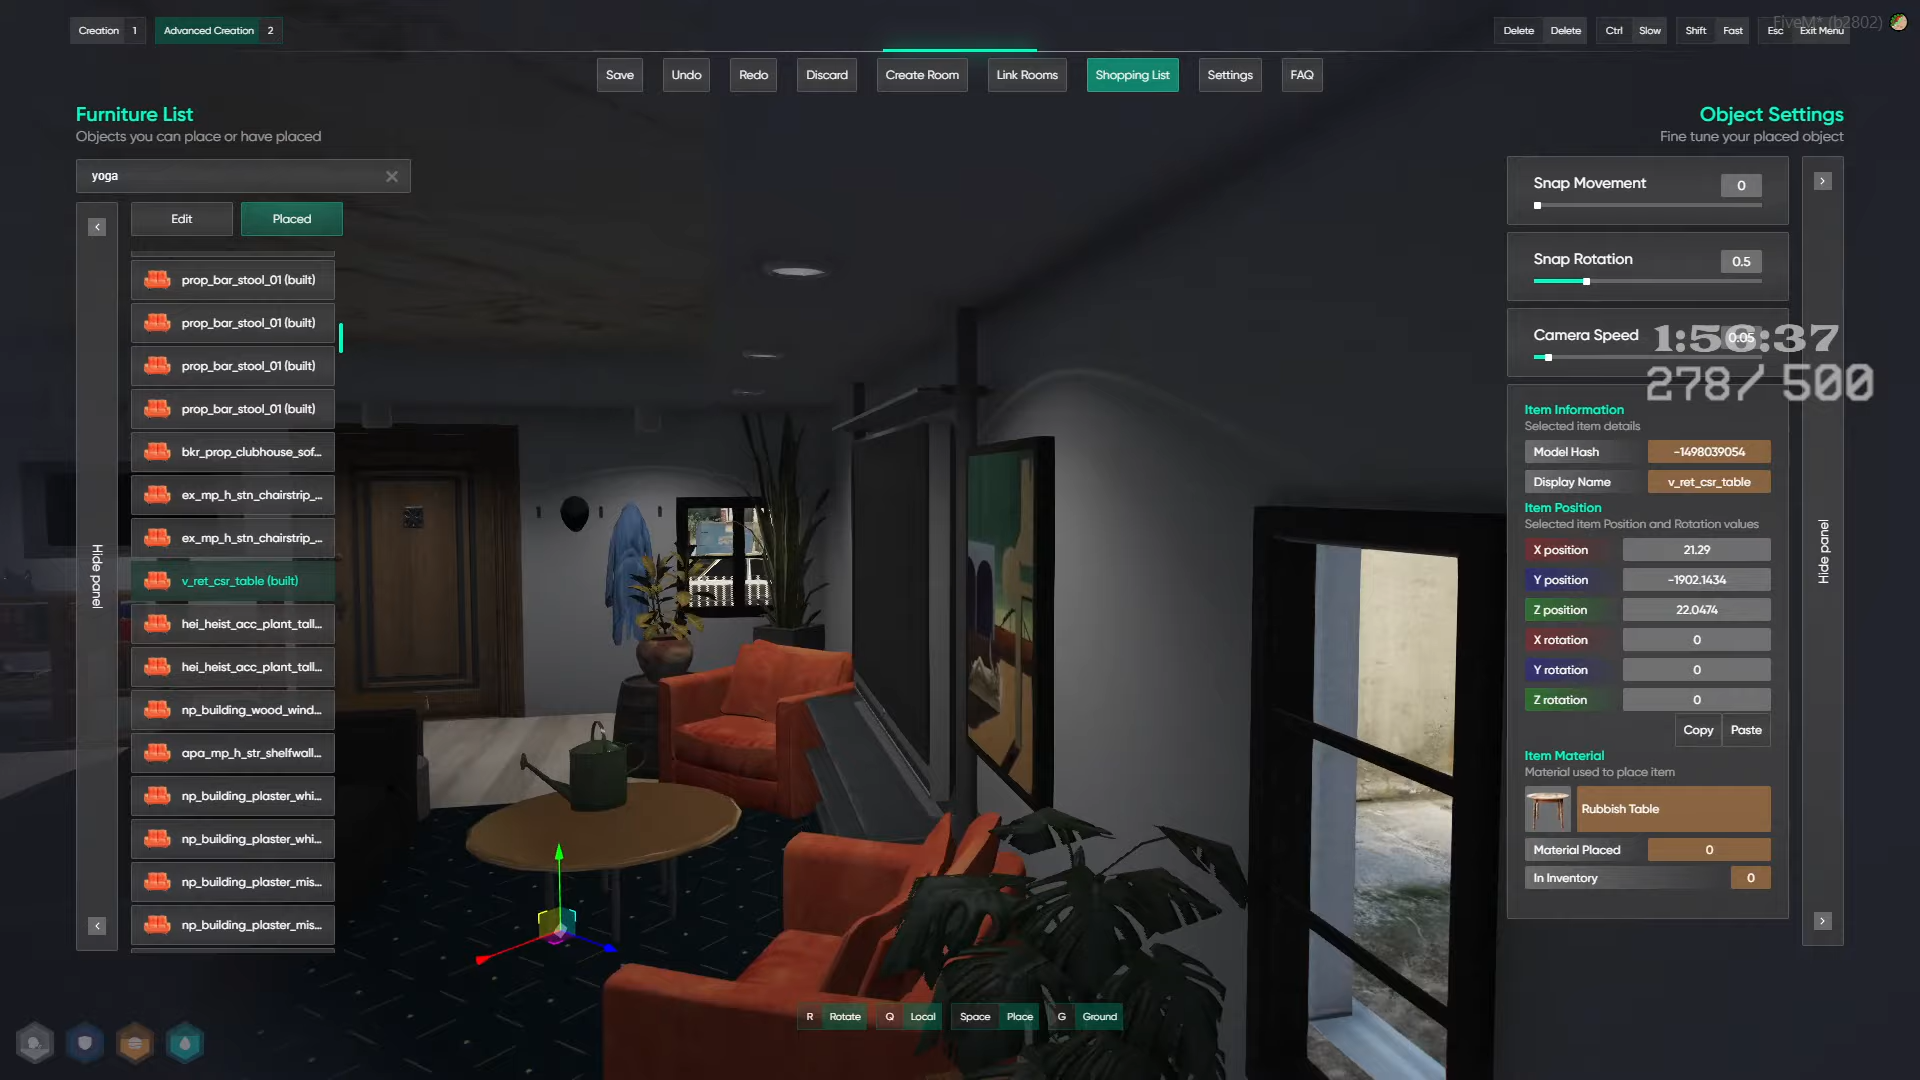 Creation 1
Advanced Creation 2
Delete Delete
Ctrl Slow
Shift Fast
Esc Exit Menu
FiveM* (b2802)
Save
Undo
Redo
Discard
Create Room
Link Rooms
Shopping List
Settings
FAQ
Furniture List
Objects you can place or have placed
yoga
Edit
Placed
prop_bar_stool_01 (built)
prop_bar_stool_01 (built)
prop_bar_stool_01 (built)
prop_bar_stool_01 (built)
bkr_prop_clubhouse_sof...
ex_mp_h_stn_chairstrip_...
ex_mp_h_stn_chairstrip_...
v_ret_csr_table (built)
hei_heist_acc_plant_tall...
hei_heist_acc_plant_tall...
np_building_wood_wind...
apa_mp_h_str_shelfwall...
np_building_plaster_whi...
np_building_plaster_whi...
np_building_plaster_mis...
np_building_plaster_mis...
Hide panel
Object Settings
Fine tune your placed object
Snap Movement 0
Snap Rotation 0.5
Camera Speed 0.05
1:56:37
278/ 500
Item Information
Selected item details
Model Hash -1498039054
Display Name v_ret_csr_table
Item Position
Selected item Position and Rotation values
X position 21.29
Y position -1902.1434
Z position 22.0474
X rotation 0
Y rotation 0
Z rotation 0
Copy Paste
Item Material
Material used to place item
Rubbish Table
Material Placed 0
In Inventory 0
Hide panel
R Rotate
Q Local
Space Place
G Ground